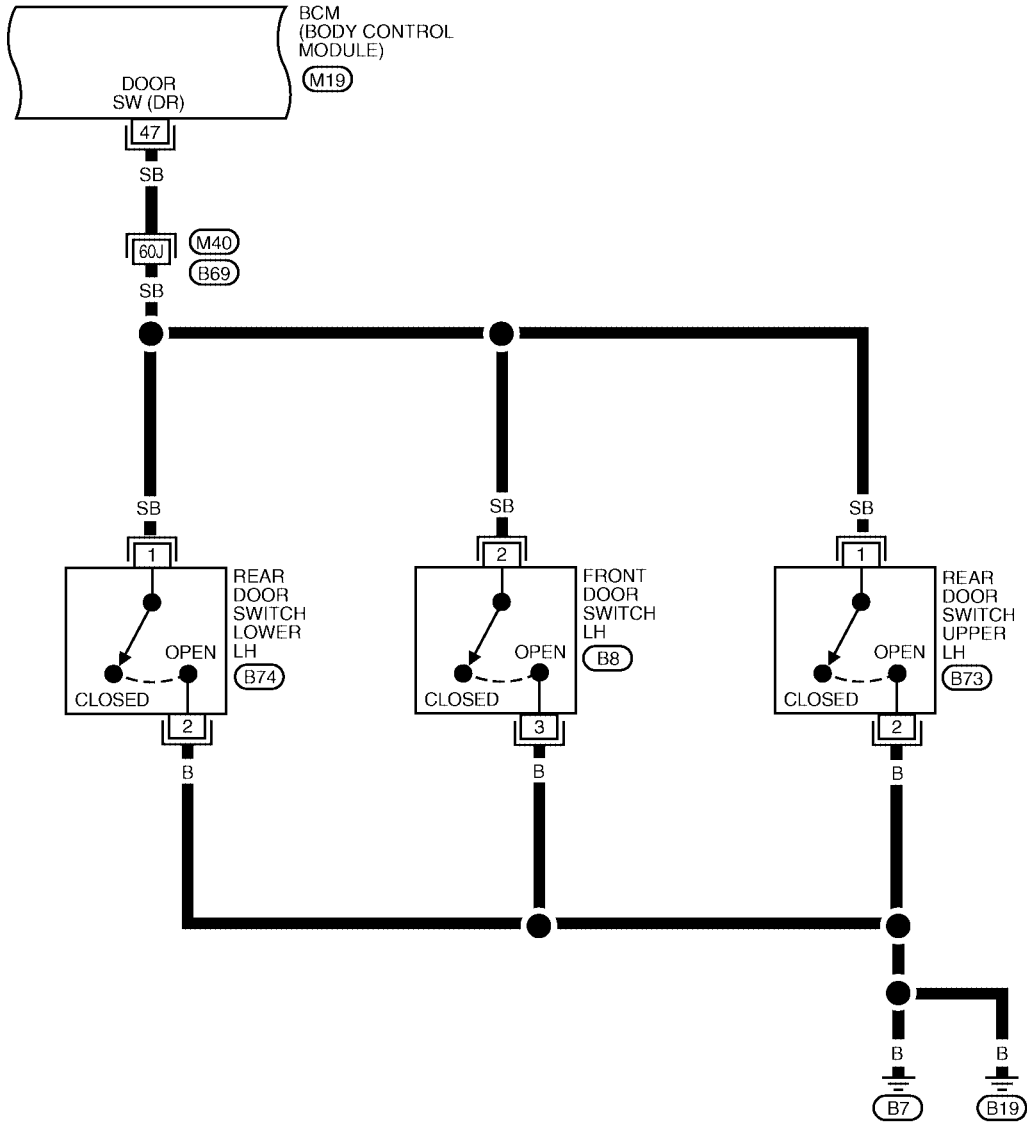 BCM
(BODY CONTROL
MODULE)
M19
DOOR
SW (DR)
47
SB
60J
M40
B69
SB
SB
SB
SB
1
2
1
REAR
DOOR
SWITCH
LOWER
LH
B74
OPEN
CLOSED
FRONT
DOOR
SWITCH
LH
B8
OPEN
CLOSED
REAR
DOOR
SWITCH
UPPER
LH
B73
OPEN
CLOSED
2
3
2
B
B
B
B
B
B7
B19